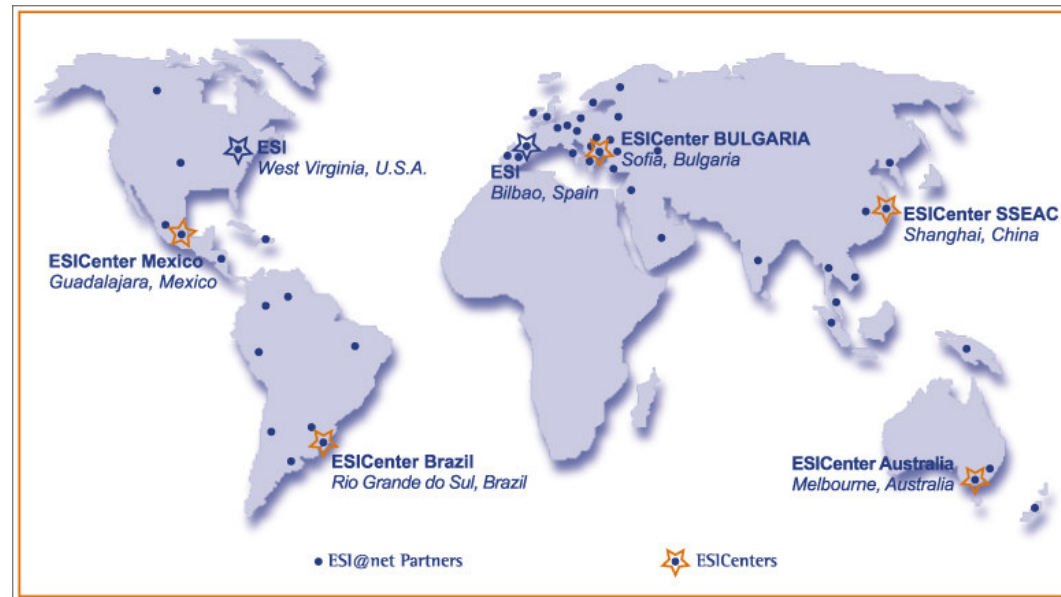 ESI
West Virginia, U.S.A.
ESICenter BULGARIA
Sofia, Bulgaria
ESI
Bilbao, Spain
ESICenter SSEAC
Shanghai, China
ESICenter Mexico
Guadalajara, Mexico
ESICenter Brazil
Rio Grande do Sul, Brazil
ESICenter Australia
Melbourne, Australia
ESI@net Partners
ESICenters